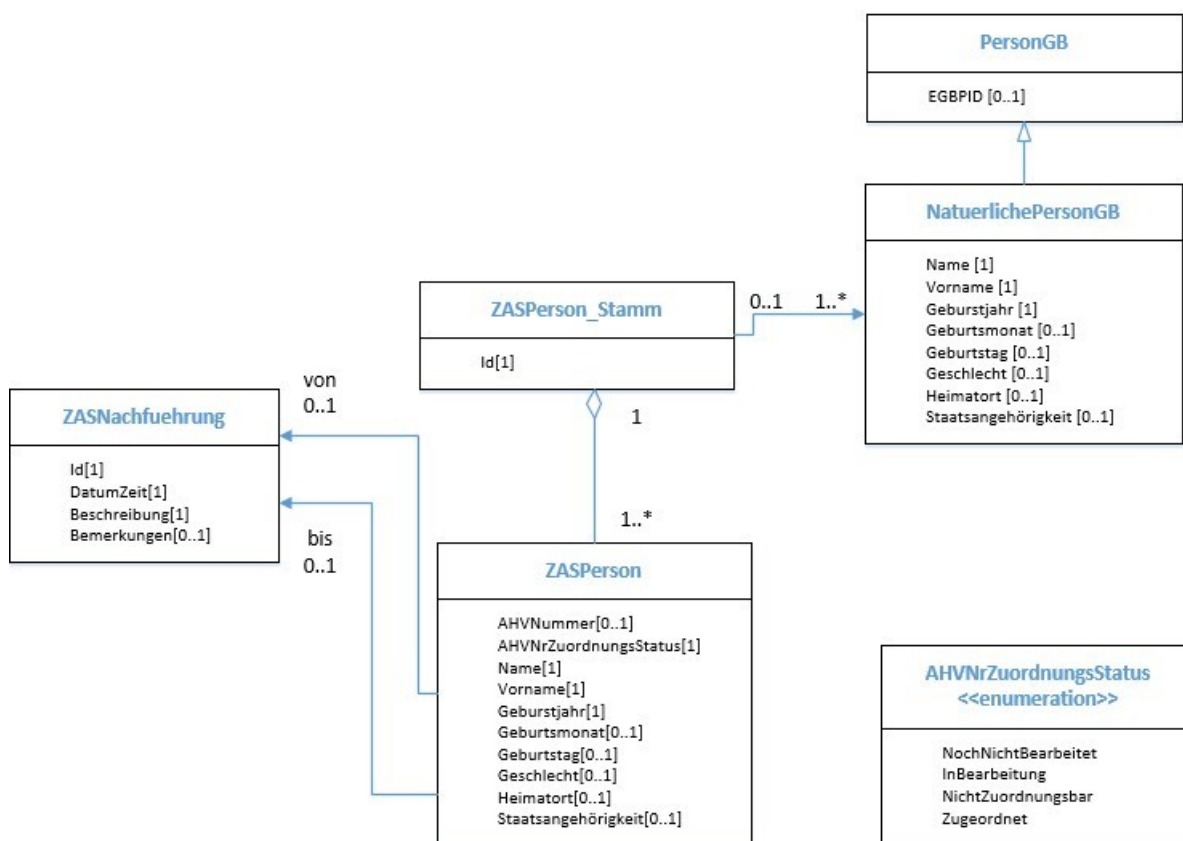 PersonGB
EGBPID [0..1]
NatuerlichePersonGB
Name [1]
Vorname [1]
Geburstjahr [1]
Geburtsmonat [0..1]
Geburtstag [0..1]
Geschlecht [0..1]
Heimatort [0..1]
Staatsangehörigkeit [0..1]
ZASPerson_Stamm
Id[1]
0..1
1..*
1
1..*
ZASNachfuehrung
Id[1]
DatumZeit[1]
Beschreibung[1]
Bemerkungen[0..1]
von
0..1
bis
0..1
ZASPerson
AHVNummer[0..1]
AHVNrZuordnungsStatus[1]
Name[1]
Vorname[1]
Geburstjahr[1]
Geburtsmonat[0..1]
Geburtstag[0..1]
Geschlecht[0..1]
Heimatort[0..1]
Staatsangehörigkeit[0..1]
AHVNrZuordnungsStatus
<<enumeration>>
NochNichtBearbeitet
InBearbeitung
NichtZuordnungsbar
Zugeordnet